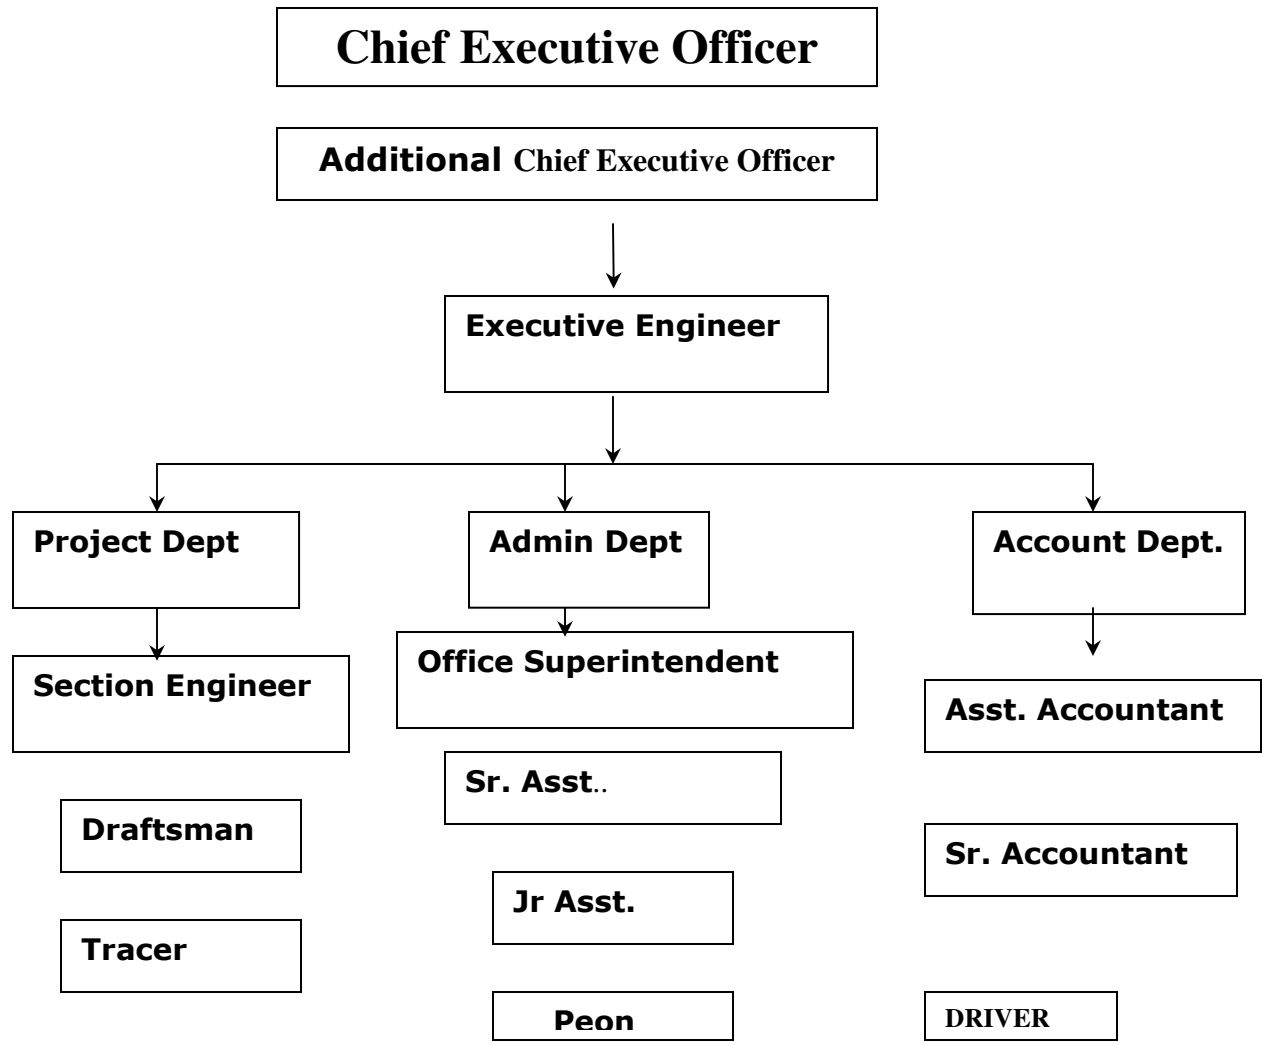 Chief Executive Officer
Additional Chief Executive Officer
Executive Engineer
Project Dept
Admin Dept
Account Dept.
Section Engineer
Office Superintendent
Asst. Accountant
Sr. Asst..
Draftsman
Sr. Accountant
Jr Asst.
Tracer
Peon
DRIVER